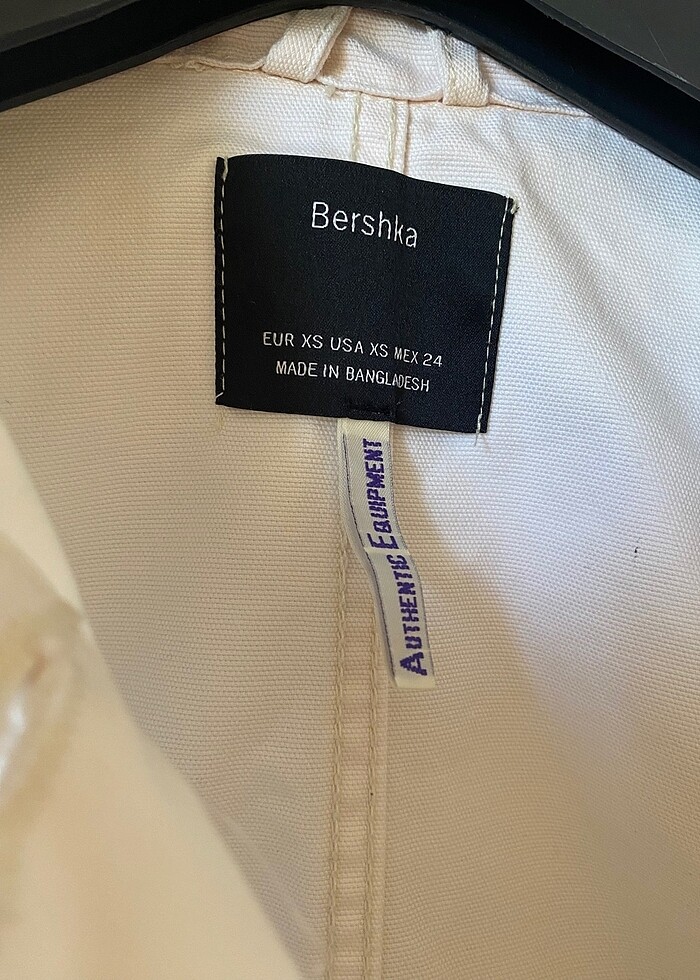 Bershka
EUR XS USA XS MEX 24
MADE IN BANGLADESH
AUTHENTIC EQUIPMENT